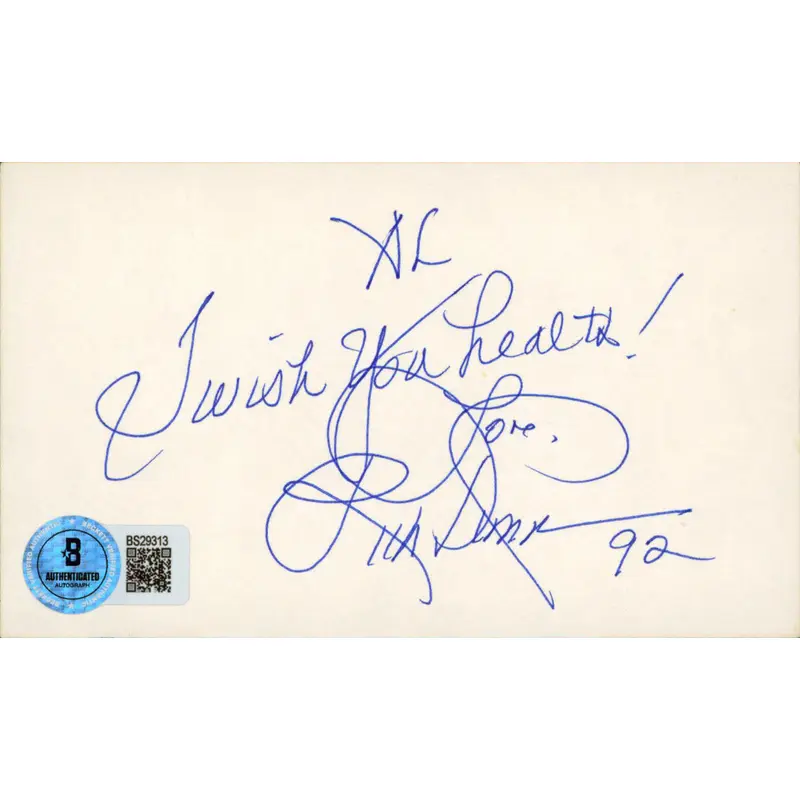 AL
I wish You health!
Love,
92
BS29313
B
AUTHENTICATED
AUTOGRAPH